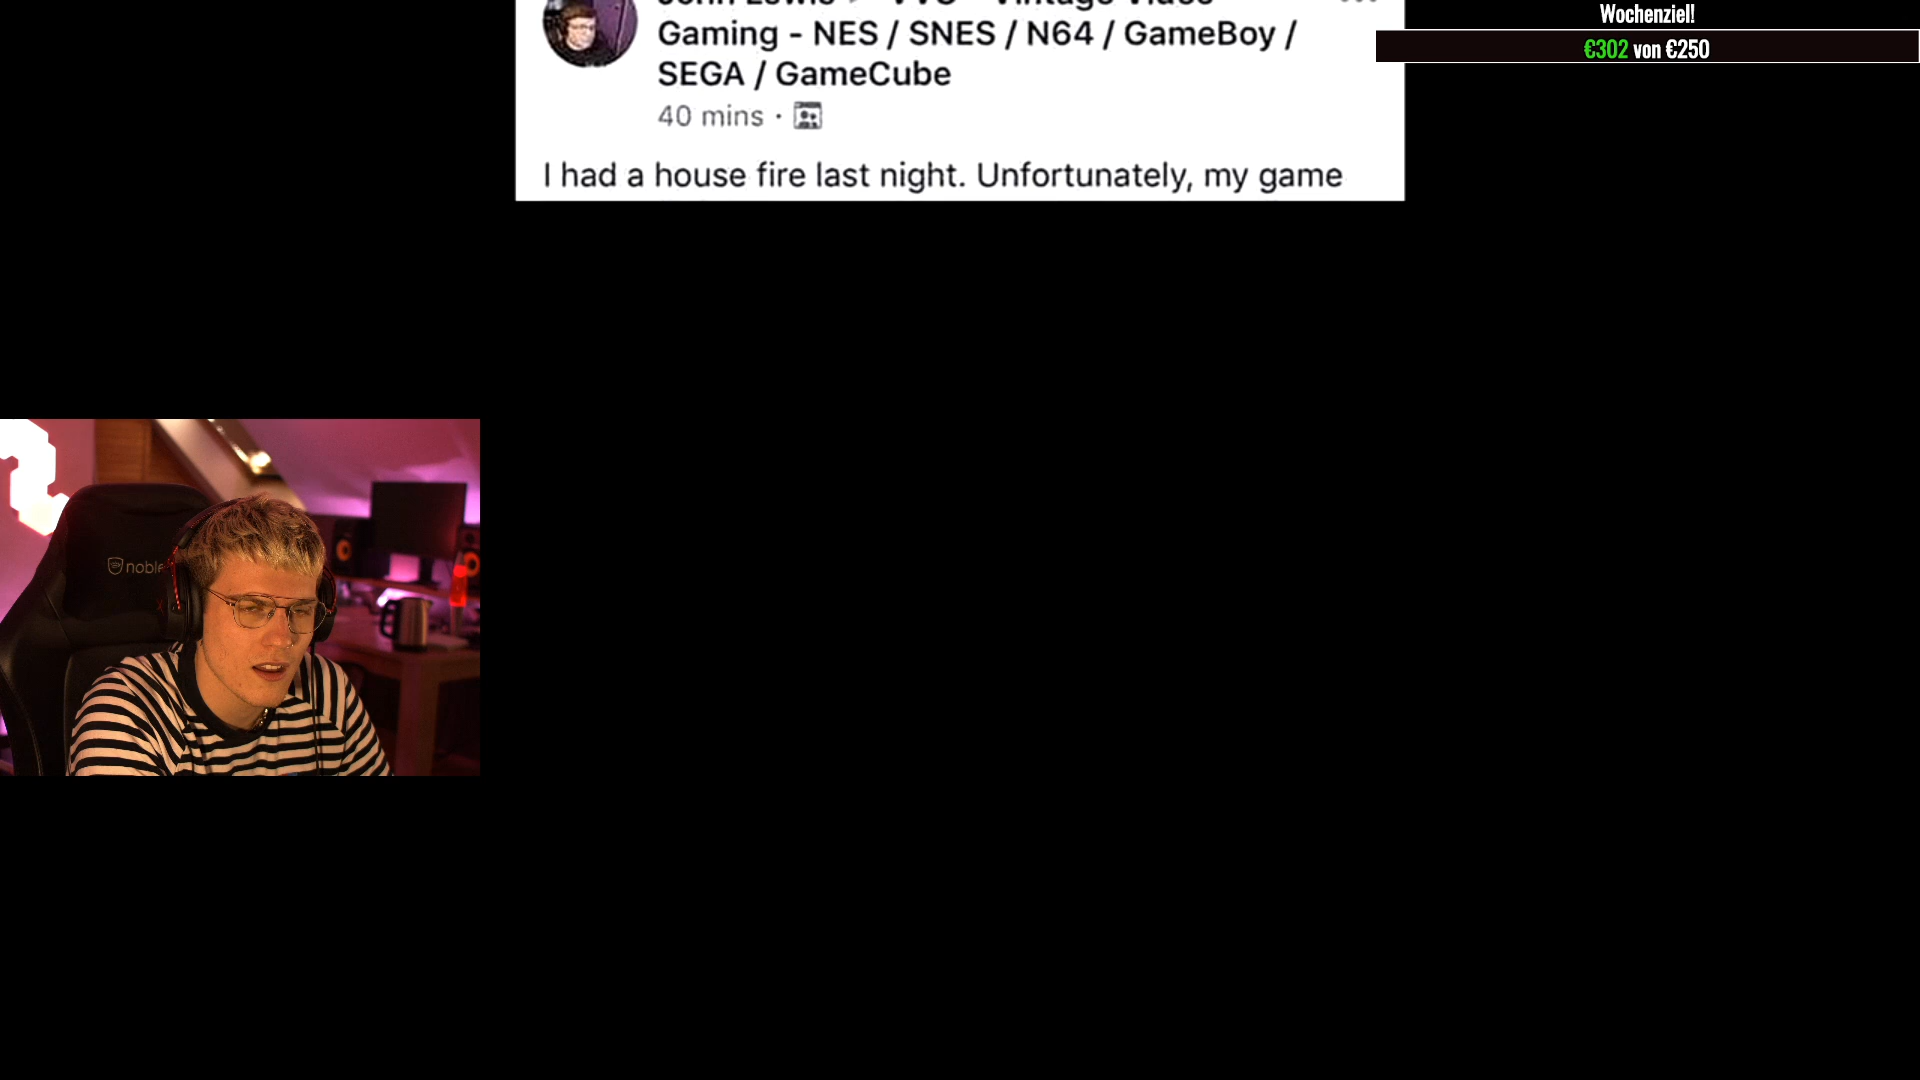 Gaming - NES / SNES / N64 / GameBoy /
SEGA / GameCube
40 mins ·
I had a house fire last night. Unfortunately, my game
Wochenziel!
€302 von €250
noble